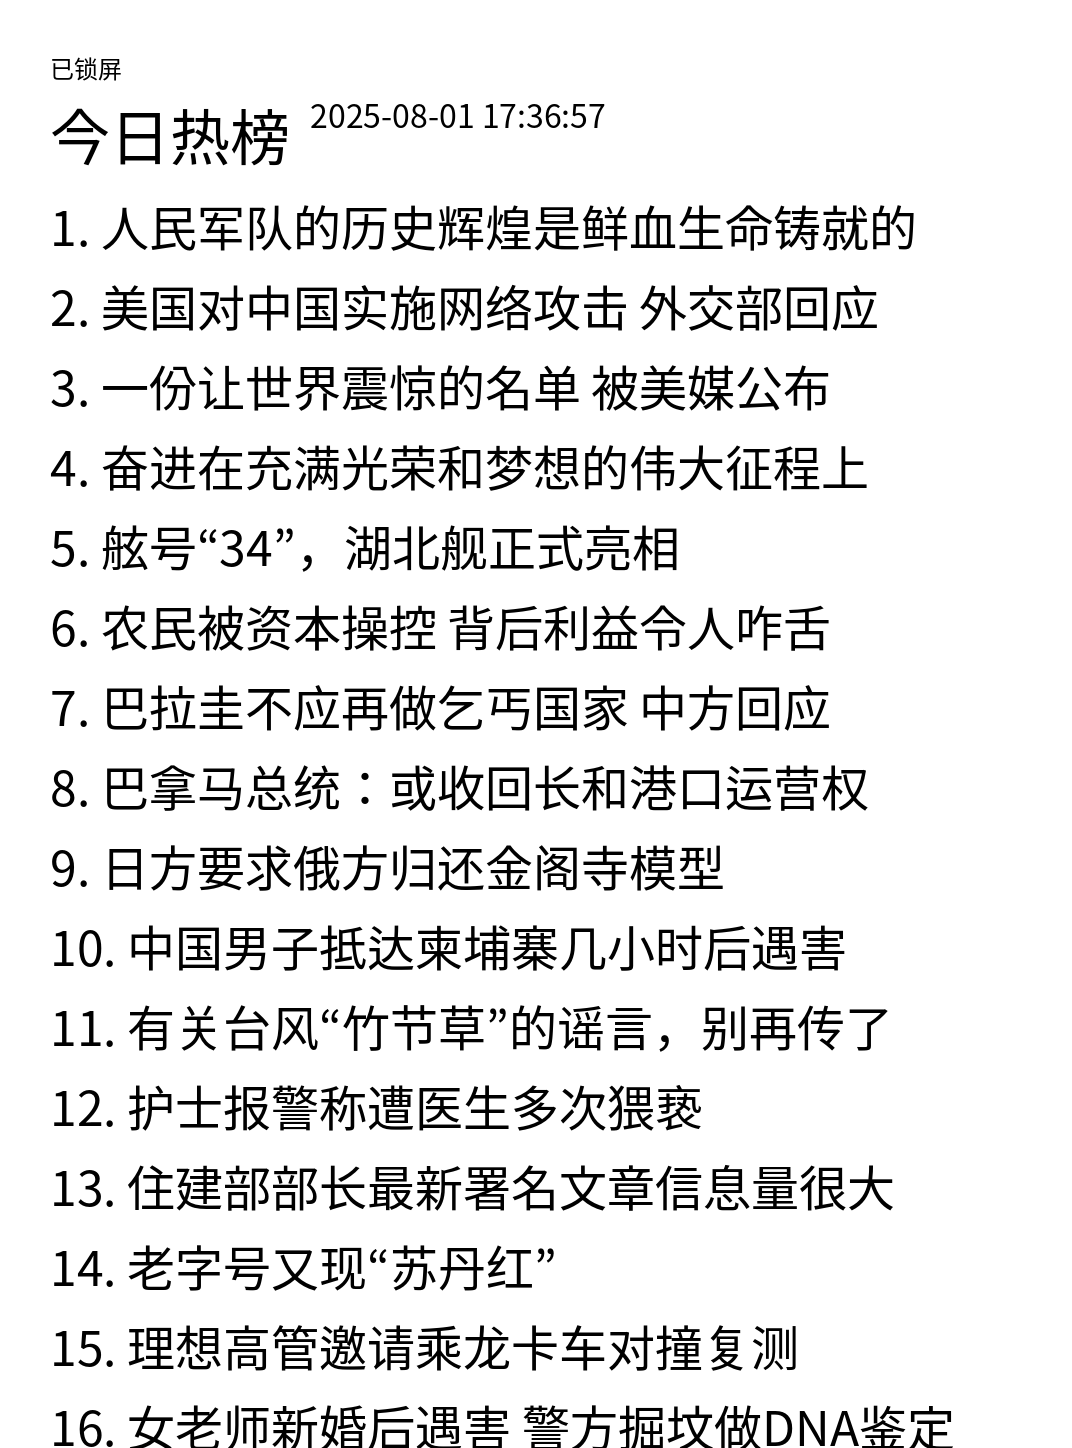 已锁屏
今日热榜 2025-08-01 17:36:57
1. 人民军队的历史辉煌是鲜血生命铸就的
2. 美国对中国实施网络攻击 外交部回应
3. 一份让世界震惊的名单 被美媒公布
4. 奋进在充满光荣和梦想的伟大征程上
5. 舷号“34”，湖北舰正式亮相
6. 农民被资本操控 背后利益令人咋舌
7. 巴拉圭不应再做乞丐国家 中方回应
8. 巴拿马总统：或收回长和港口运营权
9. 日方要求俄方归还金阁寺模型
10. 中国男子抵达柬埔寨几小时后遇害
11. 有关台风“竹节草”的谣言，别再传了
12. 护士报警称遭医生多次猥亵
13. 住建部部长最新署名文章信息量很大
14. 老字号又现“苏丹红”
15. 理想高管邀请乘龙卡车对撞复测
16. 女老师新婚后遇害 警方掘坟做DNA鉴定